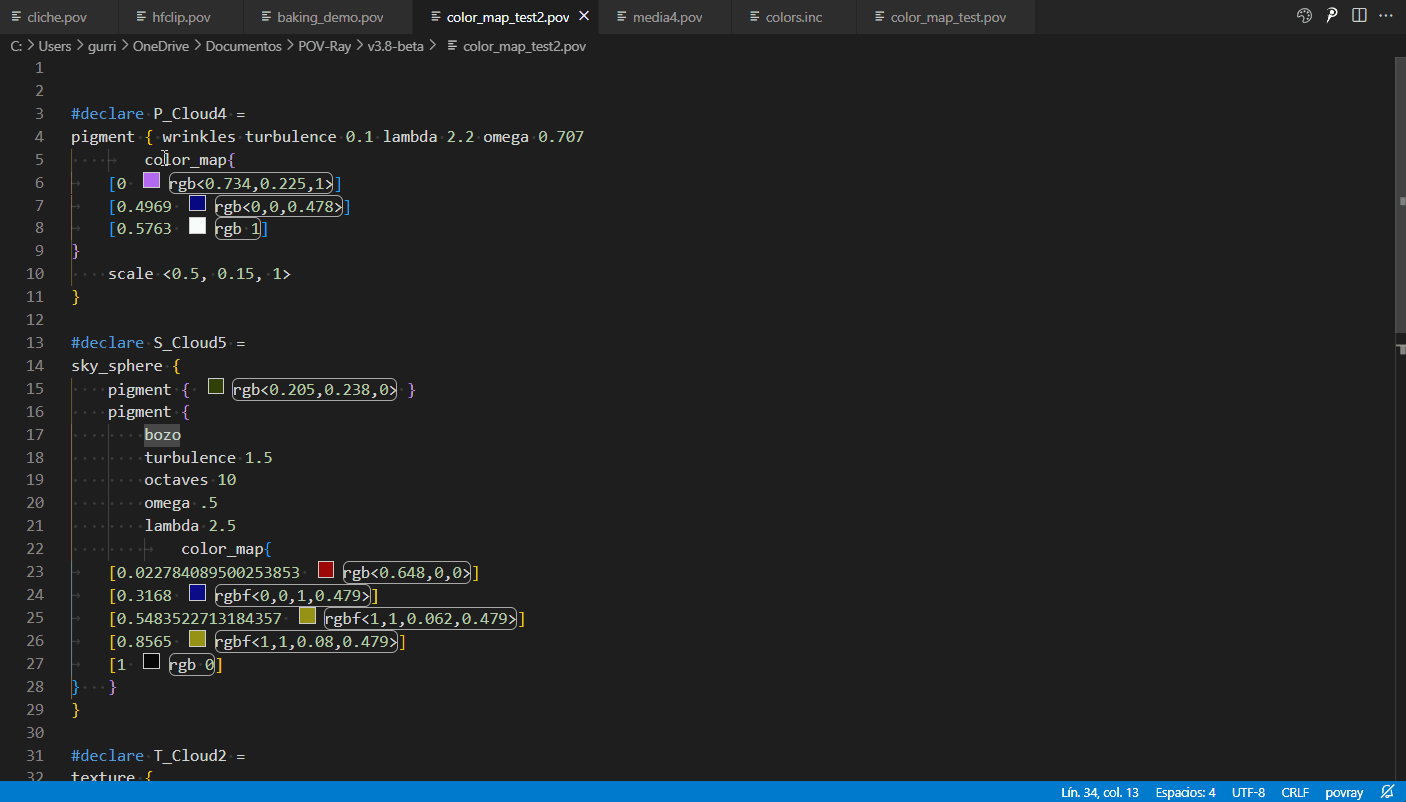 cliche.pov hfclip.pov baking_demo.pov color_map_test2.pov media4.pov colors.inc color_map_test.pov
C: > Users > gurri > OneDrive > Documentos > POV-Ray > v3.8-beta > color_map_test2.pov
1
2
3 #declare P_Cloud4 =
4 pigment { wrinkles turbulence 0.1 lambda 2.2 omega 0.707
5 color_map{
6 [0 rgb<0.734,0.225,1>]
7 [0.4969 rgb<0,0,0.478>]
8 [0.5763 rgb 1]
9 }
10 scale <0.5, 0.15, 1>
11 }
12
13 #declare S_Cloud5 =
14 sky_sphere {
15 pigment { rgb<0.205,0.238,0> }
16 pigment {
17 bozo
18 turbulence 1.5
19 octaves 10
20 omega .5
21 lambda 2.5
22 color_map{
23 [0.022784089500253853 rgb<0.648,0,0>]
24 [0.3168 rgbf<0,0,1,0.479>]
25 [0.5483522713184357 rgbf<1,1,0.062,0.479>]
26 [0.8565 rgbf<1,1,0.08,0.479>]
27 [1 rgb 0]
28 } }
29 }
30
31 #declare T_Cloud2 =
32 texture {
Lín. 34, col. 13 Espacios: 4 UTF-8 CRLF povray